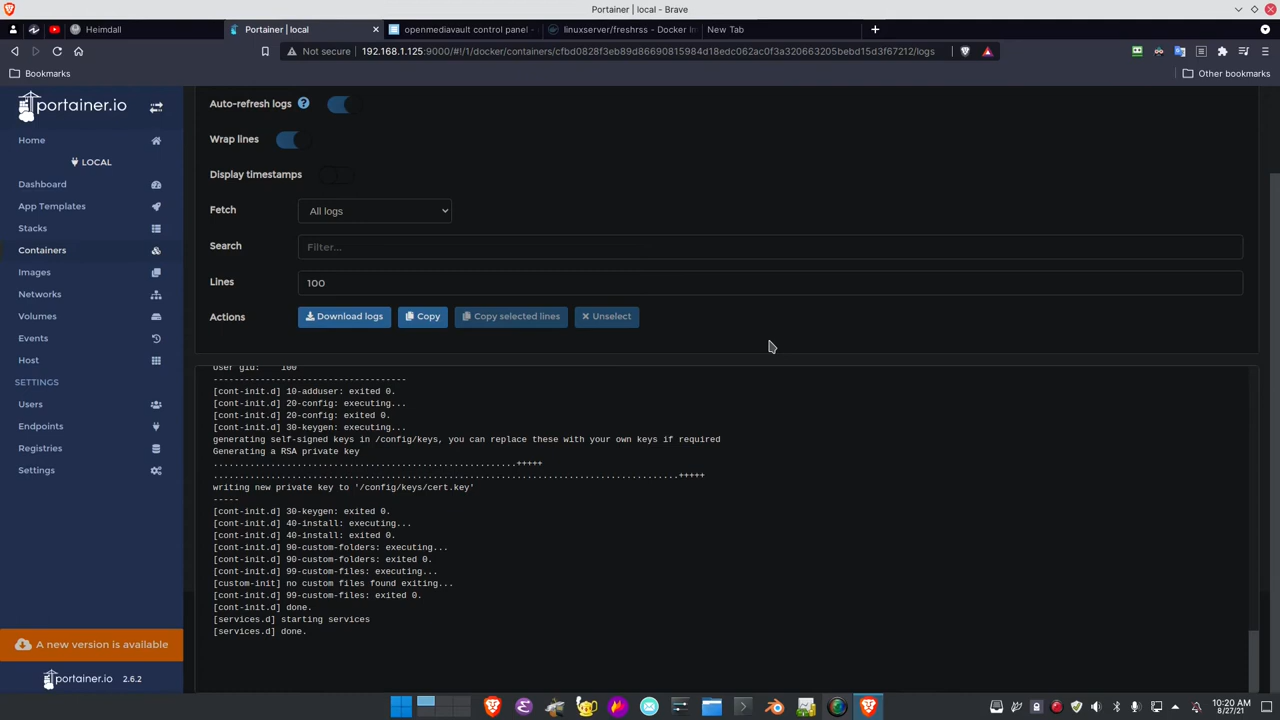 Portainer | local — Brave
Heimdall
Portainer | local
openmediavault control panel -
linuxserver/freshrss - Docker Im
New Tab
Not secure
192.168.1.125:9000/#!/1/docker/containers/cfbd0828f3eb89d86690815984d18edc062ac0f3a320663205bebd15d3f67212/logs
Bookmarks
Other bookmarks
portainer.io
Home
LOCAL
Dashboard
App Templates
Stacks
Containers
Images
Networks
Volumes
Events
Host
SETTINGS
Users
Endpoints
Registries
Settings
A new version is available
portainer.io 2.6.2
Auto-refresh logs
Wrap lines
Display timestamps
Fetch
All logs
Search
Filter...
Lines
100
Actions
Download logs
Copy
Copy selected lines
Unselect
User gid: 100
-------------------------------------
[cont-init.d] 10-adduser: exited 0.
[cont-init.d] 20-config: executing...
[cont-init.d] 20-config: exited 0.
[cont-init.d] 30-keygen: executing...
generating self-signed keys in /config/keys, you can replace these with your own keys if required
Generating a RSA private key
.........................................................+++++
........................................................................................+++++
writing new private key to '/config/keys/cert.key'
-----
[cont-init.d] 30-keygen: exited 0.
[cont-init.d] 40-install: executing...
[cont-init.d] 40-install: exited 0.
[cont-init.d] 90-custom-folders: executing...
[cont-init.d] 90-custom-folders: exited 0.
[cont-init.d] 99-custom-files: executing...
[custom-init] no custom files found exiting...
[cont-init.d] 99-custom-files: exited 0.
[cont-init.d] done.
[services.d] starting services
[services.d] done.
10:20 AM
8/27/21